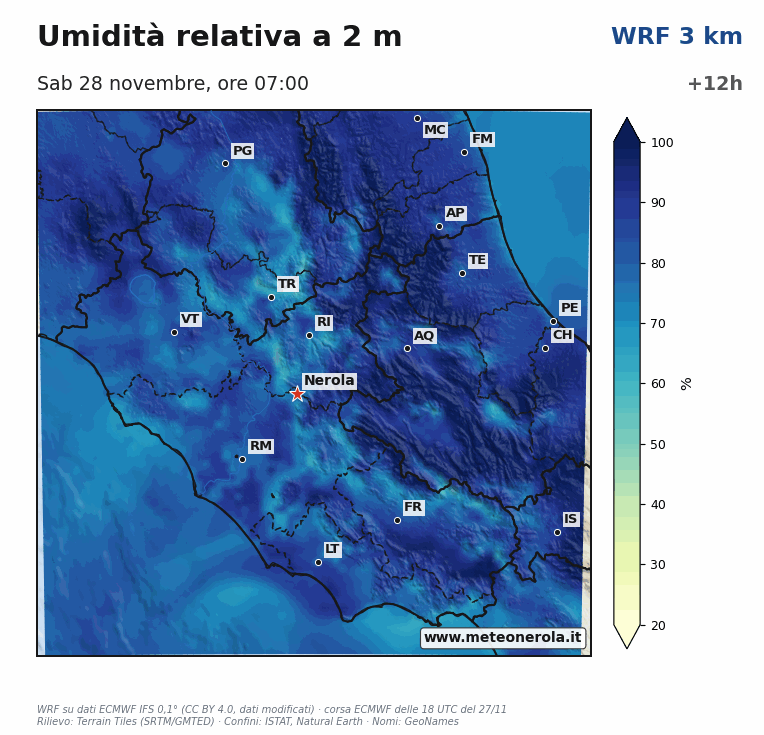 Umidità relativa a 2 m
WRF 3 km
Sab 28 novembre, ore 07:00
+12h
MC
FM
PG
AP
TE
TR
PE
VT
RI
AQ
CH
Nerola
RM
FR
IS
LT
www.meteonerola.it
100
90
80
70
60
50
40
30
20
%
WRF su dati ECMWF IFS 0,1° (CC BY 4.0, dati modificati) · corsa ECMWF delle 18 UTC del 27/11
Rilievo: Terrain Tiles (SRTM/GMTED) · Confini: ISTAT, Natural Earth · Nomi: GeoNames